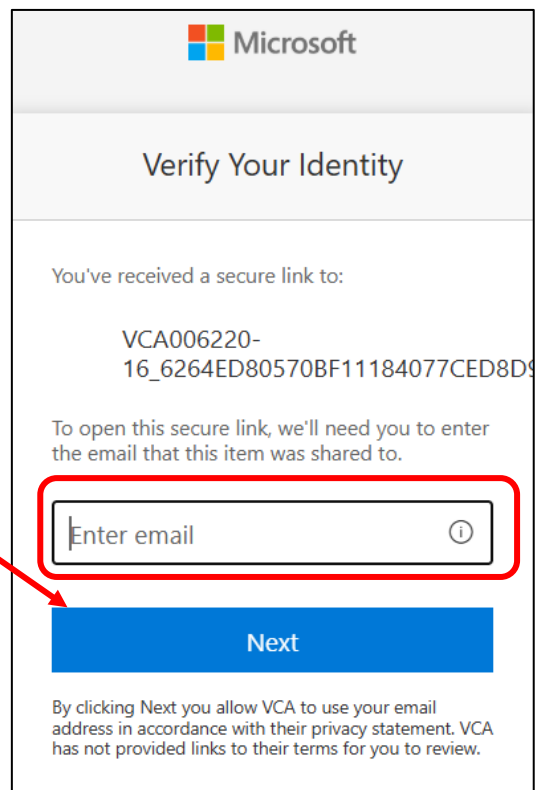 Microsoft
Verify Your Identity
You've received a secure link to:
VCA006220-
16_6264ED80570BF11184077CED8D9
To open this secure link, we'll need you to enter
the email that this item was shared to.
Enter email
Next
By clicking Next you allow VCA to use your email
address in accordance with their privacy statement. VCA
has not provided links to their terms for you to review.